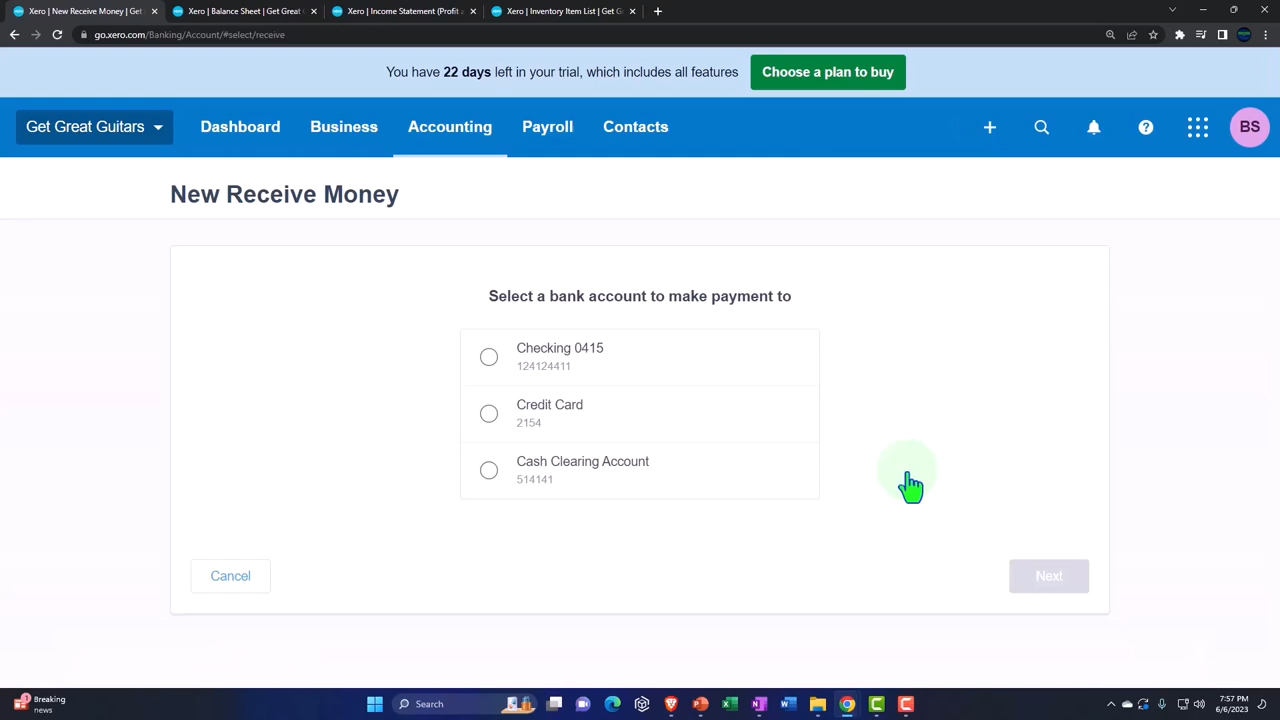 Xero | New Receive Money | Get
Xero | Balance Sheet | Get Great
Xero | Income Statement (Profit a
Xero | Inventory Item List | Get G
go.xero.com/Banking/Account/#select/receive
You have 22 days left in your trial, which includes all features
Choose a plan to buy
Get Great Guitars
Dashboard
Business
Accounting
Payroll
Contacts
BS
New Receive Money
Select a bank account to make payment to
Checking 0415
124124411
Credit Card
2154
Cash Clearing Account
514141
Cancel
Next
Breaking
news
Search
7:57 PM
6/6/2023